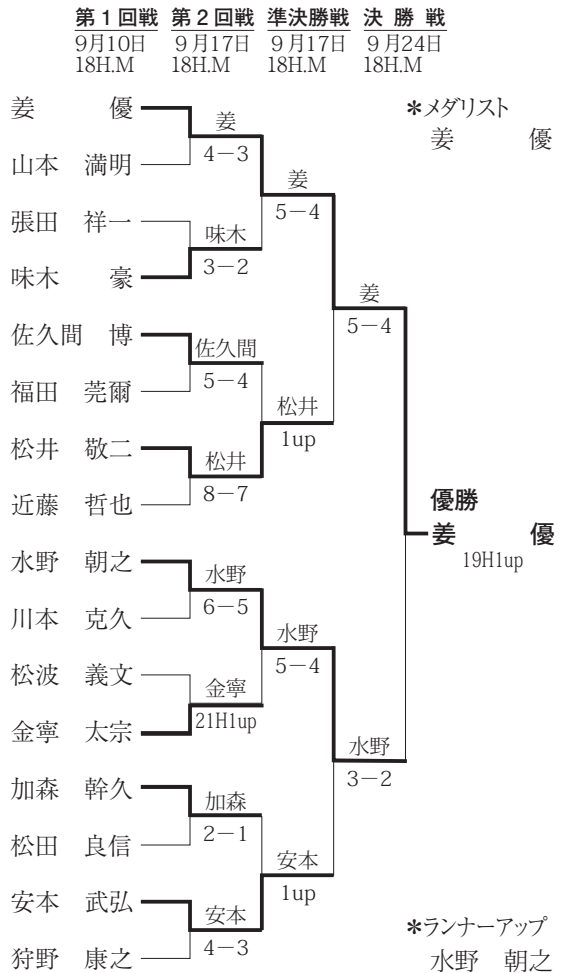 第1回戦 第2回戦 準決勝戦 決勝戦
9月10日 9月17日 9月17日 9月24日
18H.M 18H.M 18H.M 18H.M
姜 優
山本 満明
姜
4-3
張田 祥一
味木 豪
味木
3-2
姜
5-4
佐久間 博
福田 莞爾
佐久間
5-4
松井 敬二
近藤 哲也
松井
8-7
松井
1up
姜
5-4
水野 朝之
川本 克久
水野
6-5
松波 義文
金寧 太宗
金寧
21H1up
水野
5-4
加森 幹久
松田 良信
加森
2-1
安本 武弘
狩野 康之
安本
4-3
安本
1up
水野
3-2
優勝
姜 優
19H1up
*メダリスト
姜 優
*ランナーアップ
水野 朝之